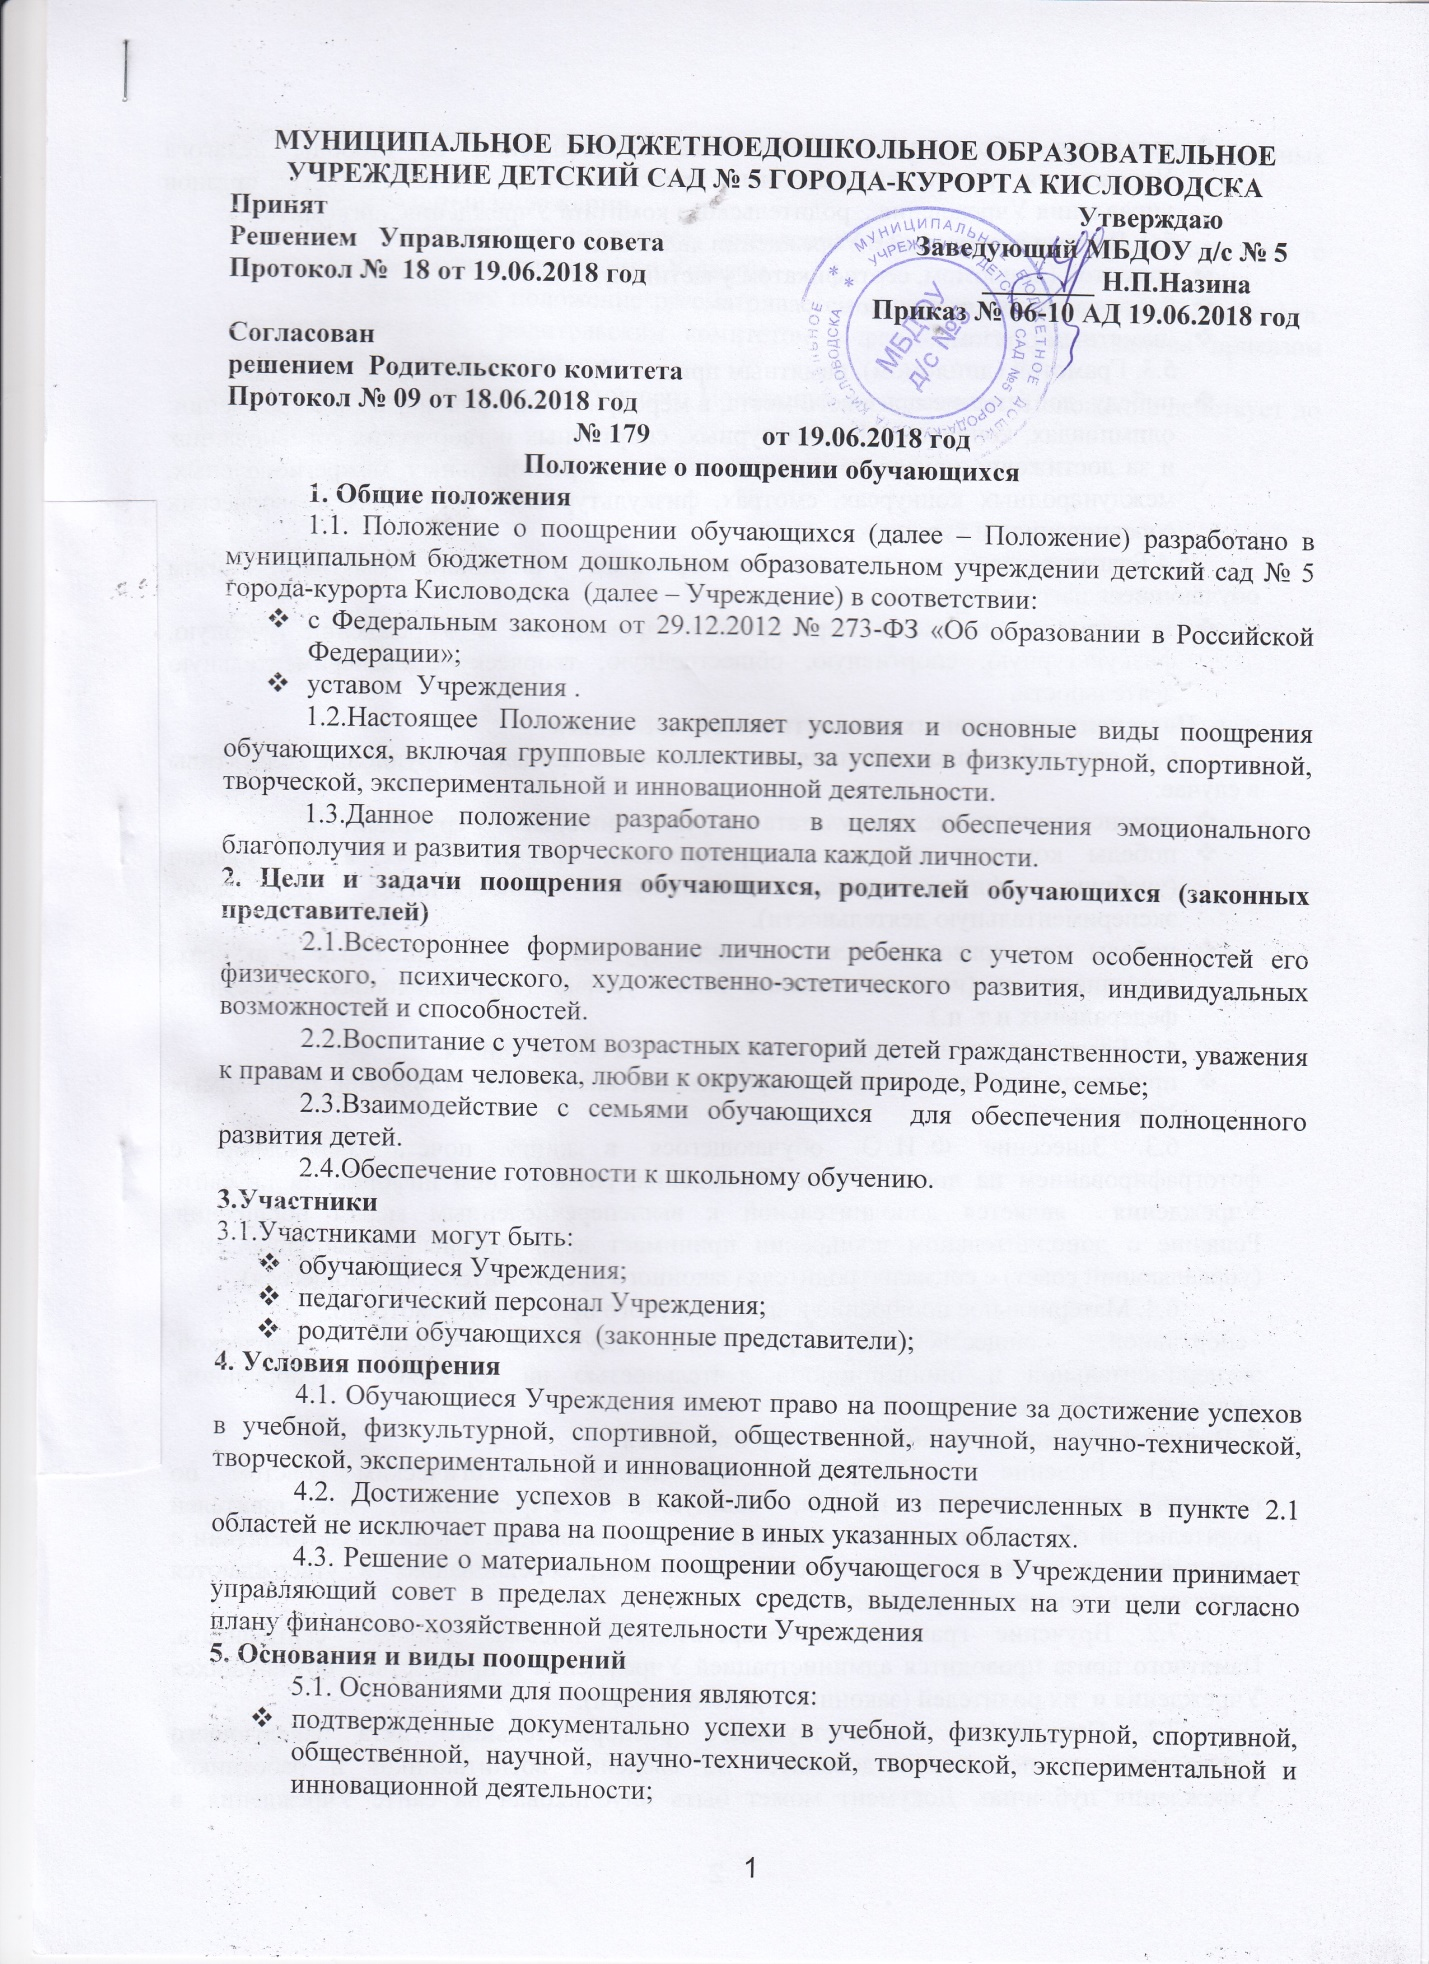 МУНИЦИПАЛЬНОЕ БЮДЖЕТНОЕДОШКОЛЬНОЕ ОБРАЗОВАТЕЛЬНОЕ
УЧРЕЖДЕНИЕ ДЕТСКИЙ САД № 5 ГОРОДА-КУРОРТА КИСЛОВОДСКА
Принят
Утверждаю
Решением Управляющего совета
Заведующий МБДОУ д/с № 5
Протокол № 18 от 19.06.2018 год
________ Н.П.Назина
Приказ № 06-10 АД 19.06.2018 год
МБДОУ
д/с №5
Согласован
решением Родительского комитета
Протокол № 09 от 18.06.2018 год
№ 179 от 19.06.2018 год
Положение о поощрении обучающихся
1. Общие положения
1.1. Положение о поощрении обучающихся (далее – Положение) разработано в
муниципальном бюджетном дошкольном образовательном учреждении детский сад № 5
города-курорта Кисловодска (далее – Учреждение) в соответствии:
❖ с Федеральным законом от 29.12.2012 № 273-ФЗ «Об образовании в Российской
Федерации»;
❖ уставом Учреждения .
1.2.Настоящее Положение закрепляет условия и основные виды поощрения
обучающихся, включая групповые коллективы, за успехи в физкультурной, спортивной,
творческой, экспериментальной и инновационной деятельности.
1.3.Данное положение разработано в целях обеспечения эмоционального
благополучия и развития творческого потенциала каждой личности.
2. Цели и задачи поощрения обучающихся, родителей обучающихся (законных
представителей)
2.1.Всестороннее формирование личности ребенка с учетом особенностей его
физического, психического, художественно-эстетического развития, индивидуальных
возможностей и способностей.
2.2.Воспитание с учетом возрастных категорий детей гражданственности, уважения
к правам и свободам человека, любви к окружающей природе, Родине, семье;
2.3.Взаимодействие с семьями обучающихся для обеспечения полноценного
развития детей.
2.4.Обеспечение готовности к школьному обучению.
3.Участники
3.1.Участниками могут быть:
❖ обучающиеся Учреждения;
❖ педагогический персонал Учреждения;
❖ родители обучающихся (законные представители);
4. Условия поощрения
4.1. Обучающиеся Учреждения имеют право на поощрение за достижение успехов
в учебной, физкультурной, спортивной, общественной, научной, научно-технической,
творческой, экспериментальной и инновационной деятельности
4.2. Достижение успехов в какой-либо одной из перечисленных в пункте 2.1
областей не исключает права на поощрение в иных указанных областях.
4.3. Решение о материальном поощрении обучающегося в Учреждении принимает
управляющий совет в пределах денежных средств, выделенных на эти цели согласно
плану финансово-хозяйственной деятельности Учреждения
5. Основания и виды поощрений
5.1. Основаниями для поощрения являются:
❖ подтвержденные документально успехи в учебной, физкультурной, спортивной,
общественной, научной, научно-технической, творческой, экспериментальной и
инновационной деятельности;
1